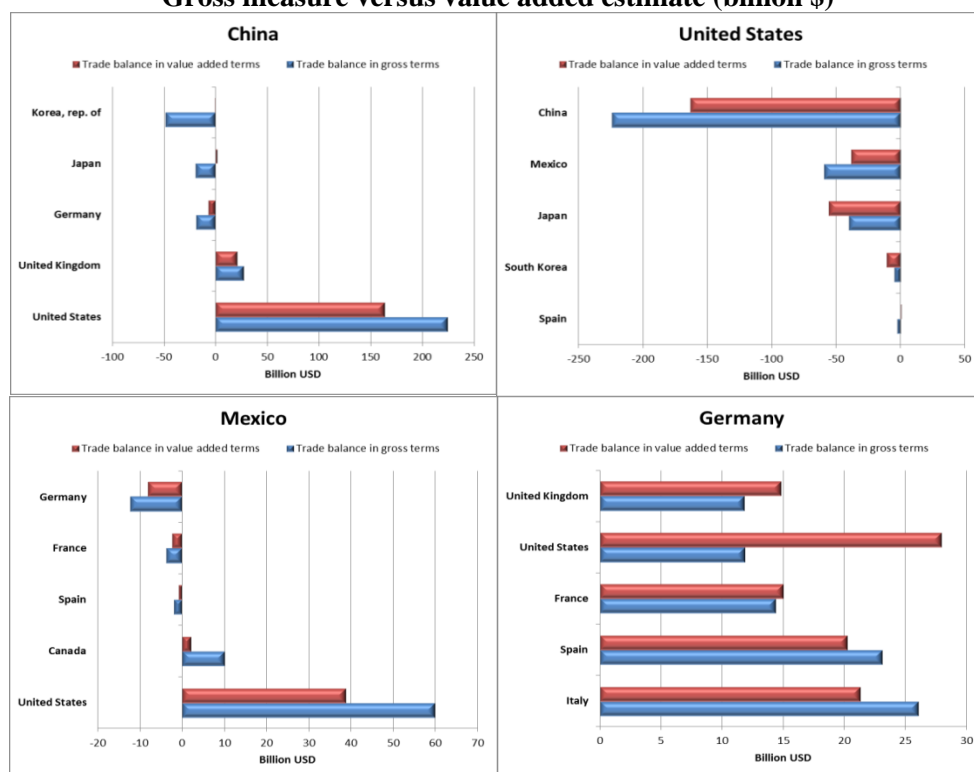 Gross measure versus value added estimate (billion $)
China
Trade balance in value added terms Trade balance in gross terms
Korea, rep. of
Japan
Germany
United Kingdom
United States
-100 -50 0 50 100 150 200 250
Billion USD
United States
Trade balance in value added terms Trade balance in gross terms
China
Mexico
Japan
South Korea
Spain
-250 -200 -150 -100 -50 0 50
Billion USD
Mexico
Trade balance in value added terms Trade balance in gross terms
Germany
France
Spain
Canada
United States
-20 -10 0 10 20 30 40 50 60 70
Billion USD
Germany
Trade balance in value added terms Trade balance in gross terms
United Kingdom
United States
France
Spain
Italy
0 5 10 15 20 25 30
Billion USD